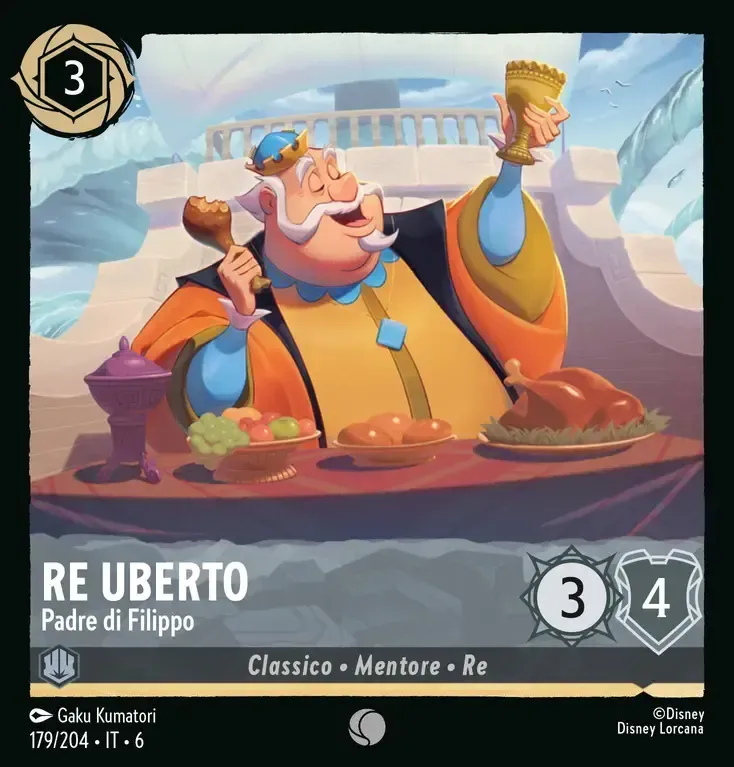 3
RE UBERTO
Padre di Filippo
3
4
Classico • Mentore • Re
Gaku Kumatori
©Disney
179/204 • IT • 6
Disney Lorcana